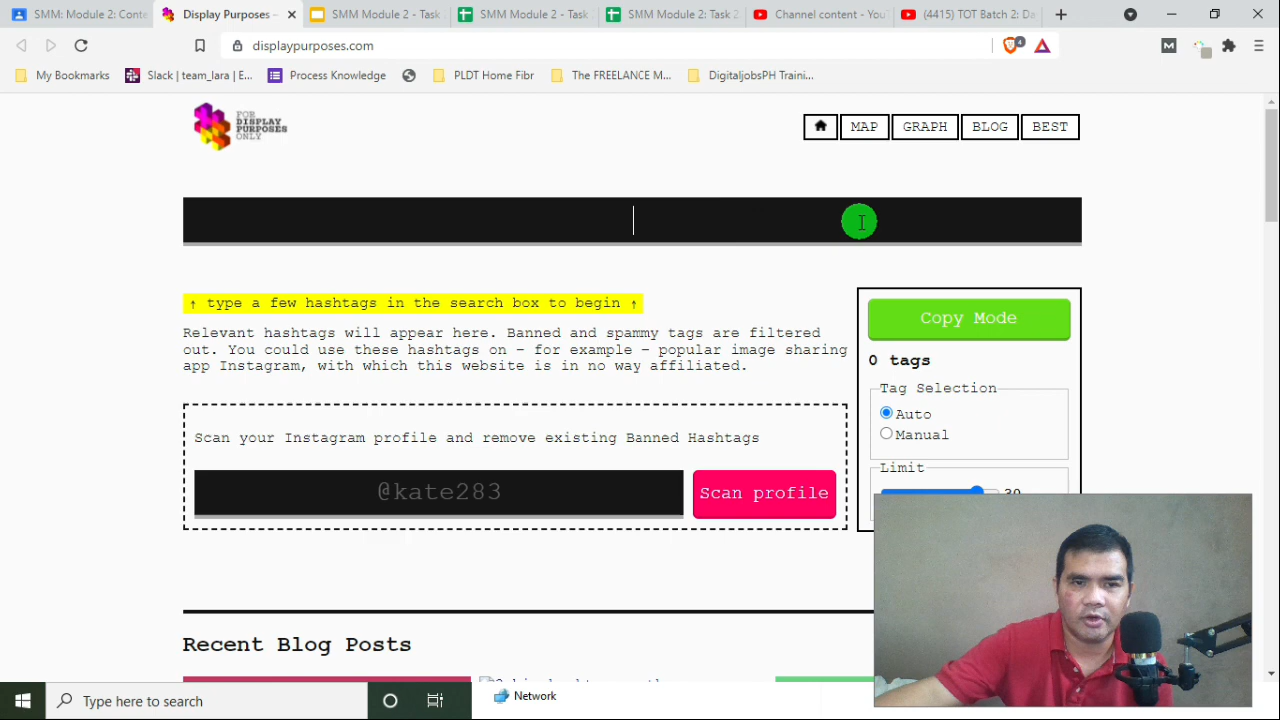 SMM Module 2: Conte
Display Purposes –
SMM Module 2 - Task
SMM Module 2 - Task
SMM Module 2: Task 2
Channel content - You
(4415) TOT Batch 2: Da
displaypurposes.com
4
M
My Bookmarks
Slack | team_lara | E...
Process Knowledge
PLDT Home Fibr
The FREELANCE M...
DigitaljobsPH Traini...
FOR
DISPLAY
PURPOSES
ONLY
MAP
GRAPH
BLOG
BEST
↑ type a few hashtags in the search box to begin ↑
Relevant hashtags will appear here. Banned and spammy tags are filtered
out. You could use these hashtags on – for example – popular image sharing
app Instagram, with which this website is in no way affiliated.
Scan your Instagram profile and remove existing Banned Hashtags
@kate283
Scan profile
Copy Mode
0 tags
Tag Selection
Auto
Manual
Limit
30
Recent Blog Posts
Type here to search
Network